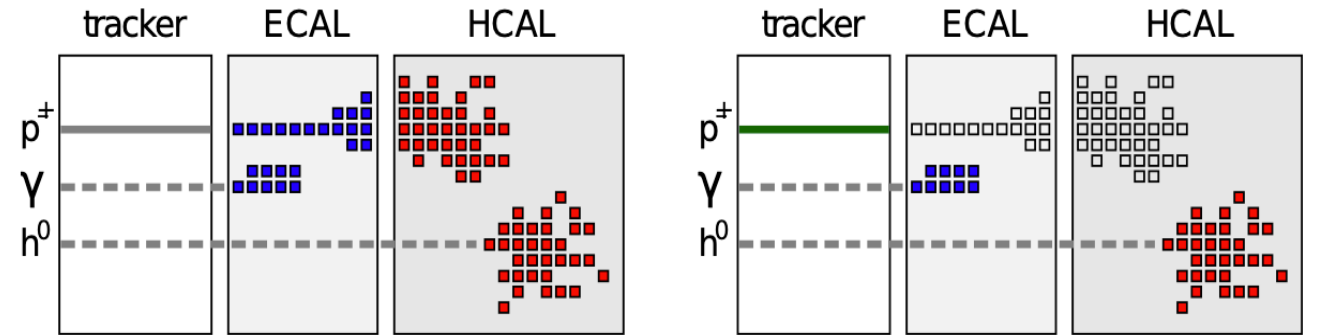 tracker ECAL HCAL tracker ECAL HCAL
p± p±
γ γ
h⁰ h⁰